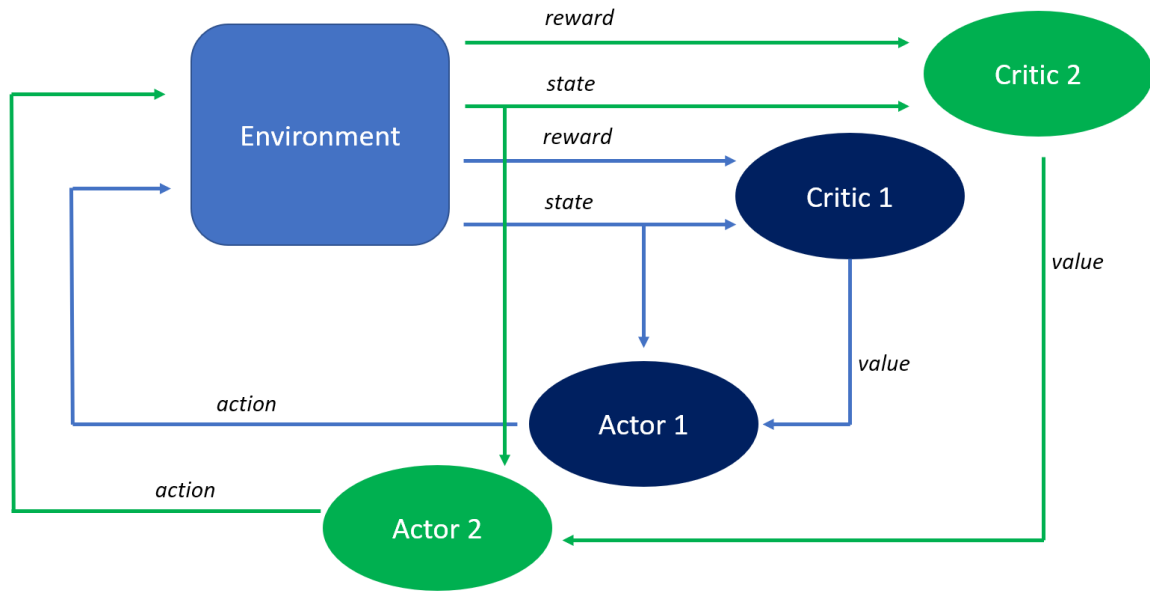 reward
Critic 2
state
Environment
reward
Critic 1
state
value
value
action
Actor 1
action
Actor 2